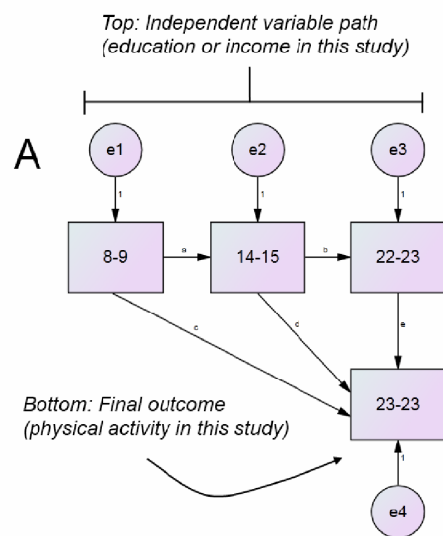 Top: Independent variable path
(education or income in this study)
A
e1
e2
e3
1
1
1
8-9
a
14-15
b
22-23
c
d
e
23-23
Bottom: Final outcome
(physical activity in this study)
1
e4